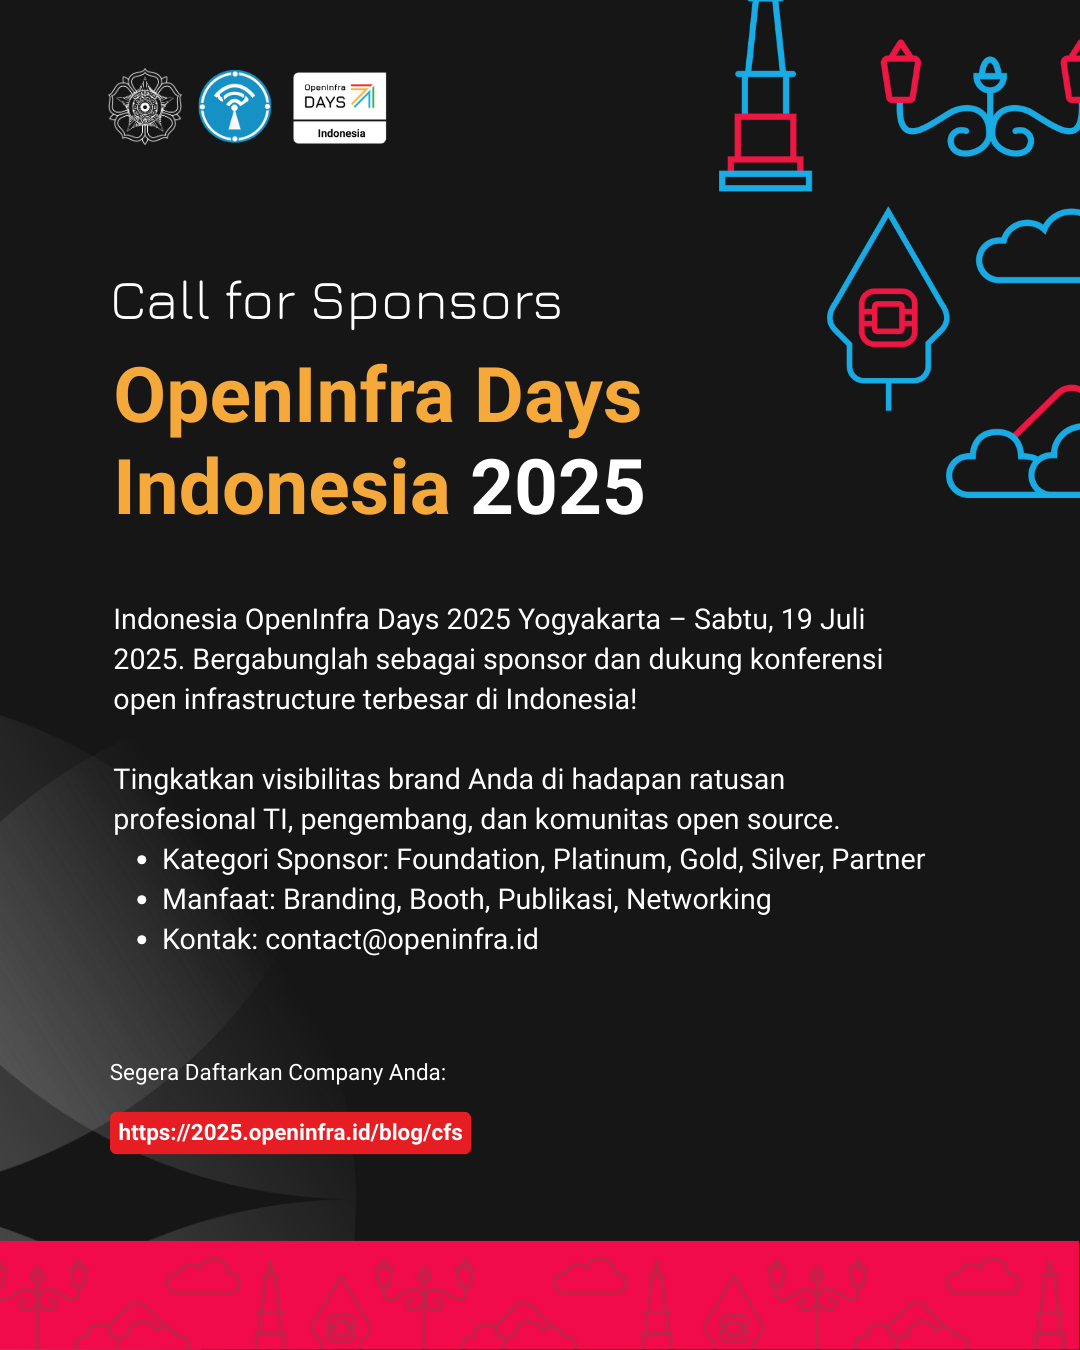 OpenInfra
DAYS
Indonesia
Call for Sponsors
OpenInfra Days
Indonesia 2025
Indonesia OpenInfra Days 2025 Yogyakarta – Sabtu, 19 Juli
2025. Bergabunglah sebagai sponsor dan dukung konferensi
open infrastructure terbesar di Indonesia!
Tingkatkan visibilitas brand Anda di hadapan ratusan
profesional TI, pengembang, dan komunitas open source.
• Kategori Sponsor: Foundation, Platinum, Gold, Silver, Partner
• Manfaat: Branding, Booth, Publikasi, Networking
• Kontak: contact@openinfra.id
Segera Daftarkan Company Anda:
https://2025.openinfra.id/blog/cfs